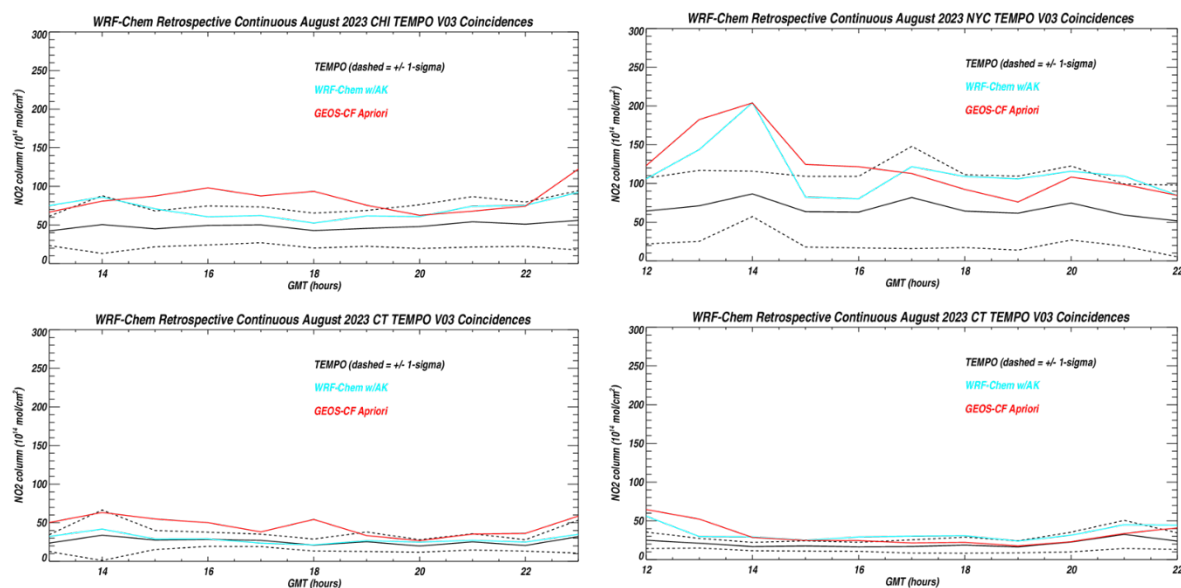 WRF-Chem Retrospective Continuous August 2023 CHI TEMPO V03 Coincidences
300
250
200
150
100
50
0
NO2 column (10^14 mol/cm^2)
TEMPO (dashed = +/- 1-sigma)
WRF-Chem w/AK
GEOS-CF Apriori
14 16 18 20 22
GMT (hours)
WRF-Chem Retrospective Continuous August 2023 NYC TEMPO V03 Coincidences
300
250
200
150
100
50
0
NO2 column (10^14 mol/cm^2)
TEMPO (dashed = +/- 1-sigma)
WRF-Chem w/AK
GEOS-CF Apriori
12 14 16 18 20 22
GMT (hours)
WRF-Chem Retrospective Continuous August 2023 CT TEMPO V03 Coincidences
300
250
200
150
100
50
0
NO2 column (10^14 mol/cm^2)
TEMPO (dashed = +/- 1-sigma)
WRF-Chem w/AK
GEOS-CF Apriori
14 16 18 20 22
GMT (hours)
WRF-Chem Retrospective Continuous August 2023 CT TEMPO V03 Coincidences
300
250
200
150
100
50
0
NO2 column (10^14 mol/cm^2)
TEMPO (dashed = +/- 1-sigma)
WRF-Chem w/AK
GEOS-CF Apriori
12 14 16 18 20 22
GMT (hours)